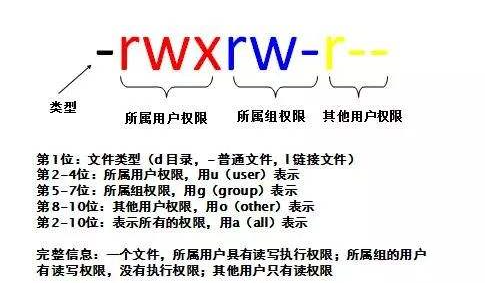 -rwxrw-r--
类型
所属用户权限 所属组权限 其他用户权限
第1位：文件类型（d 目录，- 普通文件，l 链接文件）
第2-4位：所属用户权限，用u（user）表示
第5-7位：所属组权限，用g（group）表示
第8-10位：其他用户权限，用o（other）表示
第2-10位：表示所有的权限，用a（all）表示
完整信息：一个文件，所属用户具有读写执行权限；所属组的用户
有读写权限，没有执行权限；其他用户只有读权限